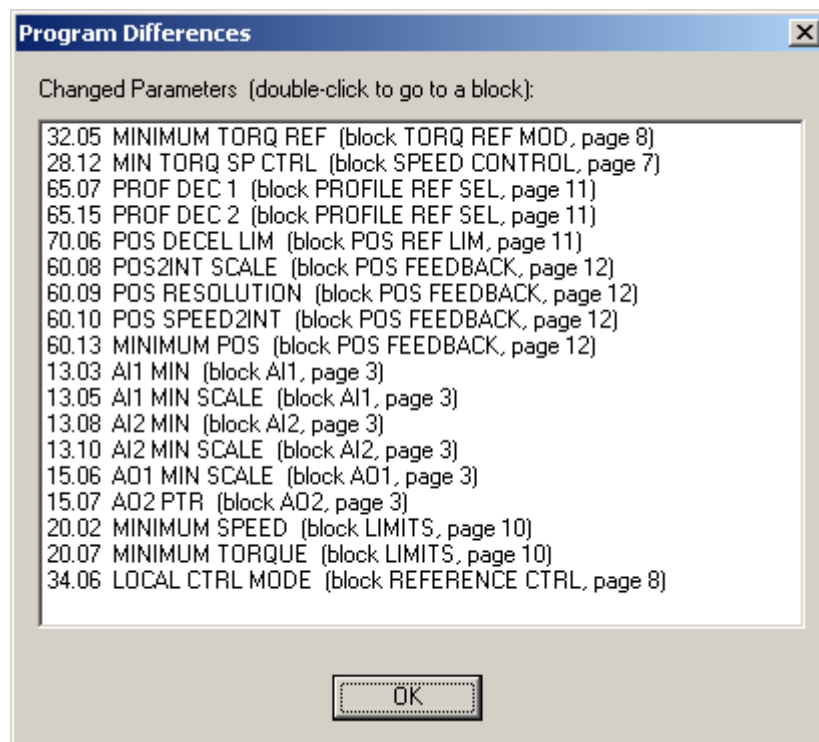 Program Differences
Changed Parameters (double-click to go to a block):
32.05 MINIMUM TORQ REF (block TORQ REF MOD, page 8)
28.12 MIN TORQ SP CTRL (block SPEED CONTROL, page 7)
65.07 PROF DEC 1 (block PROFILE REF SEL, page 11)
65.15 PROF DEC 2 (block PROFILE REF SEL, page 11)
70.06 POS DECEL LIM (block POS REF LIM, page 11)
60.08 POS2INT SCALE (block POS FEEDBACK, page 12)
60.09 POS RESOLUTION (block POS FEEDBACK, page 12)
60.10 POS SPEED2INT (block POS FEEDBACK, page 12)
60.13 MINIMUM POS (block POS FEEDBACK, page 12)
13.03 AI1 MIN (block AI1, page 3)
13.05 AI1 MIN SCALE (block AI1, page 3)
13.08 AI2 MIN (block AI2, page 3)
13.10 AI2 MIN SCALE (block AI2, page 3)
15.06 AO1 MIN SCALE (block AO1, page 3)
15.07 AO2 PTR (block AO2, page 3)
20.02 MINIMUM SPEED (block LIMITS, page 10)
20.07 MINIMUM TORQUE (block LIMITS, page 10)
34.06 LOCAL CTRL MODE (block REFERENCE CTRL, page 8)
OK